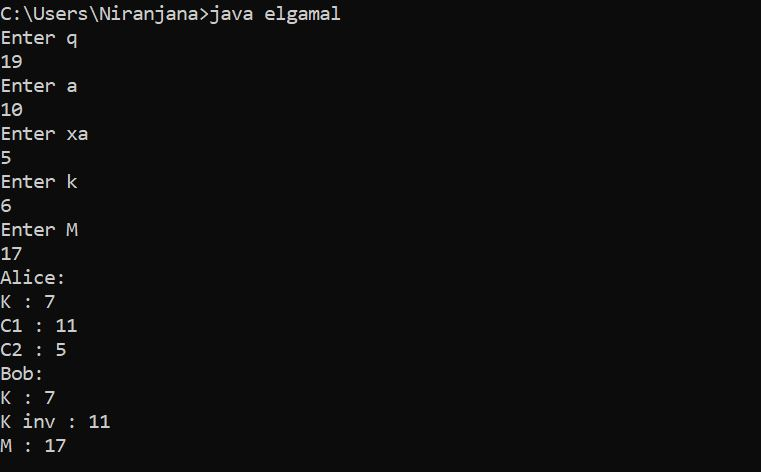 C:\Users\Niranjana>java elgamal
Enter q
19
Enter a
10
Enter xa
5
Enter k
6
Enter M
17
Alice:
K : 7
C1 : 11
C2 : 5
Bob:
K : 7
K inv : 11
M : 17